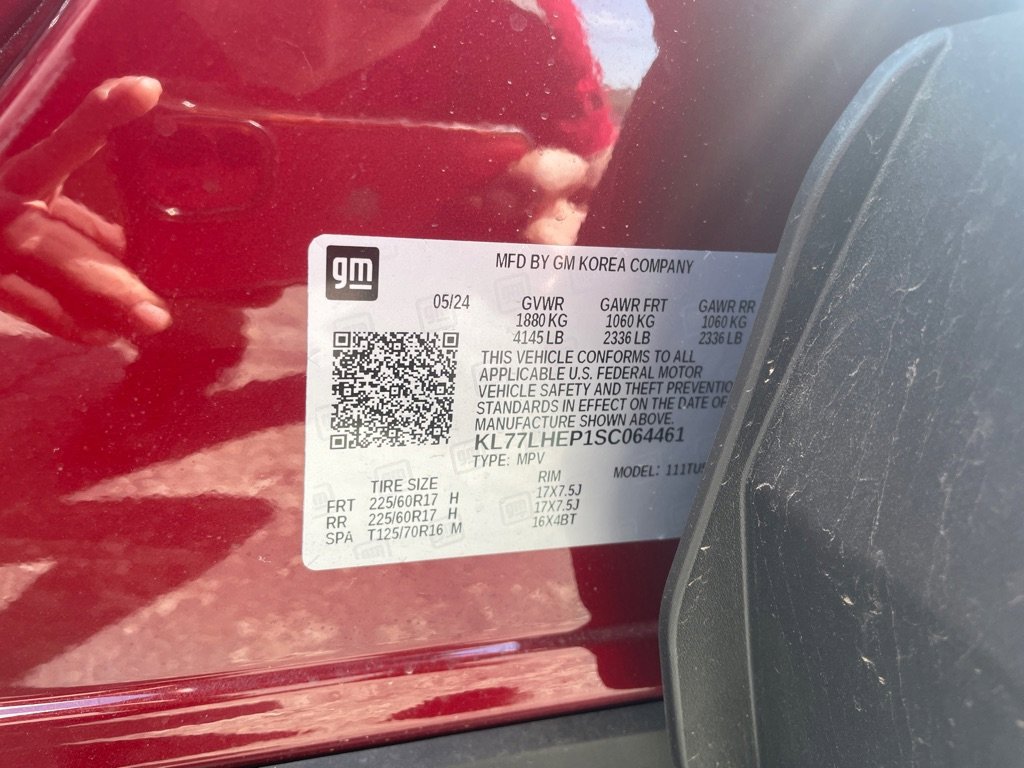 gm
MFD BY GM KOREA COMPANY
05/24 GVWR GAWR FRT GAWR RR
1880 KG 1060 KG 1060 KG
4145 LB 2336 LB 2336 LB
THIS VEHICLE CONFORMS TO ALL
APPLICABLE U.S. FEDERAL MOTOR
VEHICLE SAFETY AND THEFT PREVENTIO
STANDARDS IN EFFECT ON THE DATE OF
MANUFACTURE SHOWN ABOVE.
KL77LHEP1SC064461
TYPE: MPV MODEL: 111TU
TIRE SIZE RIM
FRT 225/60R17 H 17X7.5J
RR 225/60R17 H 17X7.5J
SPA T125/70R16 M 16X4BT